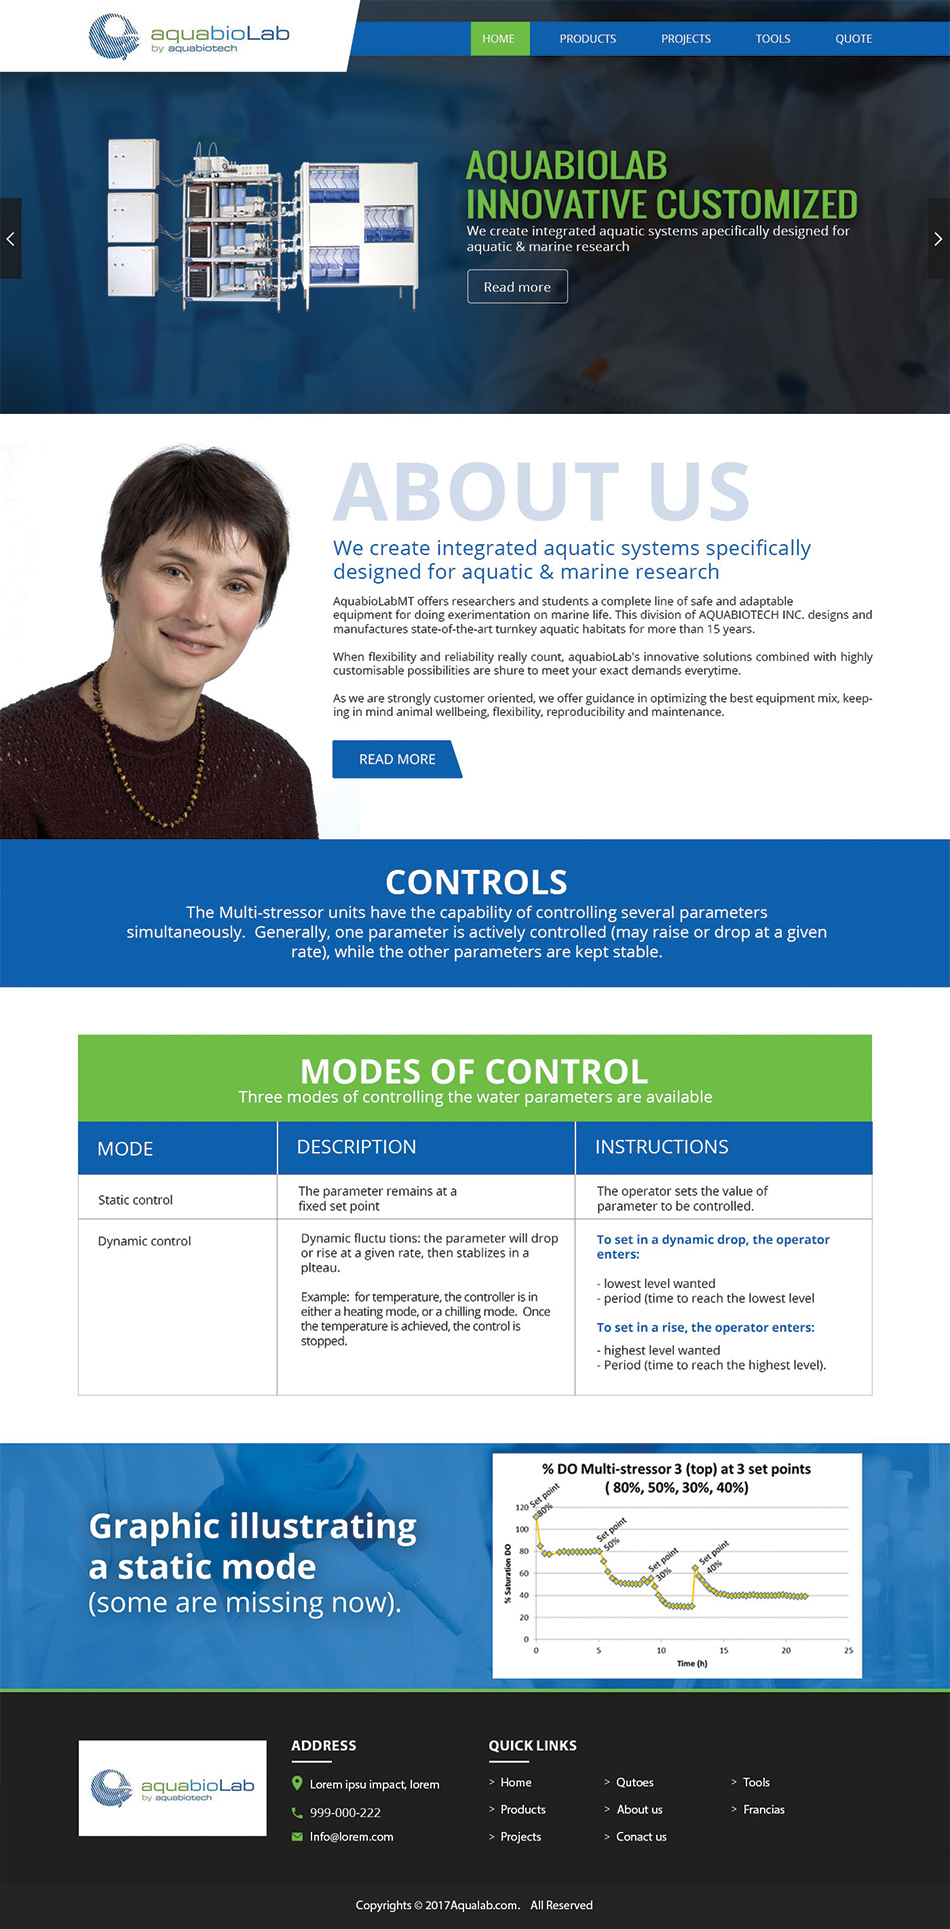 aquabioLab
by aquabiotech
HOME PRODUCTS PROJECTS TOOLS QUOTE
AQUABIOLAB
INNOVATIVE CUSTOMIZED
We create integrated aquatic systems apecifically designed for
aquatic & marine research
Read more
ABOUT US
We create integrated aquatic systems specifically
designed for aquatic & marine research
AquabioLabMT offers researchers and students a complete line of safe and adaptable
equipment for doing exerimentation on marine life. This division of AQUABIOTECH INC. designs and
manufactures state-of-the-art turnkey aquatic habitats for more than 15 years.
When flexibility and reliability really count, aquabioLab's innovative solutions combined with highly
customisable possibilities are shure to meet your exact demands everytime.
As we are strongly customer oriented, we offer guidance in optimizing the best equipment mix, keep-
ing in mind animal wellbeing, flexibility, reproducibility and maintenance.
READ MORE
CONTROLS
The Multi-stressor units have the capability of controlling several parameters
simultaneously. Generally, one parameter is actively controlled (may raise or drop at a given
rate), while the other parameters are kept stable.
MODES OF CONTROL
Three modes of controlling the water parameters are available
MODE DESCRIPTION INSTRUCTIONS
Static control
The parameter remains at a
fixed set point
The operator sets the value of
parameter to be controlled.
Dynamic control
Dynamic fluctu tions: the parameter will drop
or rise at a given rate, then stablizes in a
plteau.
Example: for temperature, the controller is in
either a heating mode, or a chilling mode. Once
the temperature is achieved, the control is
stopped.
To set in a dynamic drop, the operator
enters:
- lowest level wanted
- period (time to reach the lowest level
To set in a rise, the operator enters:
- highest level wanted
- Period (time to reach the highest level).
Graphic illustrating
a static mode
(some are missing now).
% DO Multi-stressor 3 (top) at 3 set points
( 80%, 50%, 30%, 40%)
% Saturation DO
120
100
80
60
40
20
0
Set point
80%
Set point
50%
Set point
30%
Set point
40%
0 5 10 15 20 25
Time (h)
aquabioLab
by aquabiotech
ADDRESS
Lorem ipsu impact, lorem
999-000-222
Info@lorem.com
QUICK LINKS
> Home > Qutoes > Tools
> Products > About us > Francias
> Projects > Conact us
Copyrights © 2017Aqualab.com. All Reserved